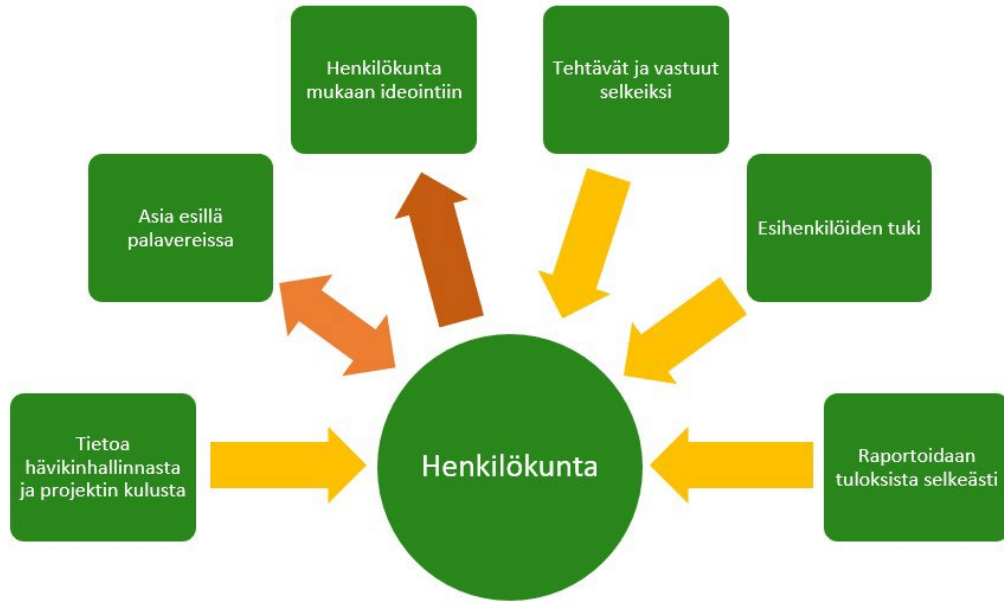 Henkilökunta
mukaan ideointiin
Tehtävät ja vastuut
selkeiksi
Asia esillä
palavereissa
Esihenkilöiden tuki
Tietoa
hävikinhallinnasta
ja projektin kulusta
Henkilökunta
Raportoidaan
tuloksista selkeästi